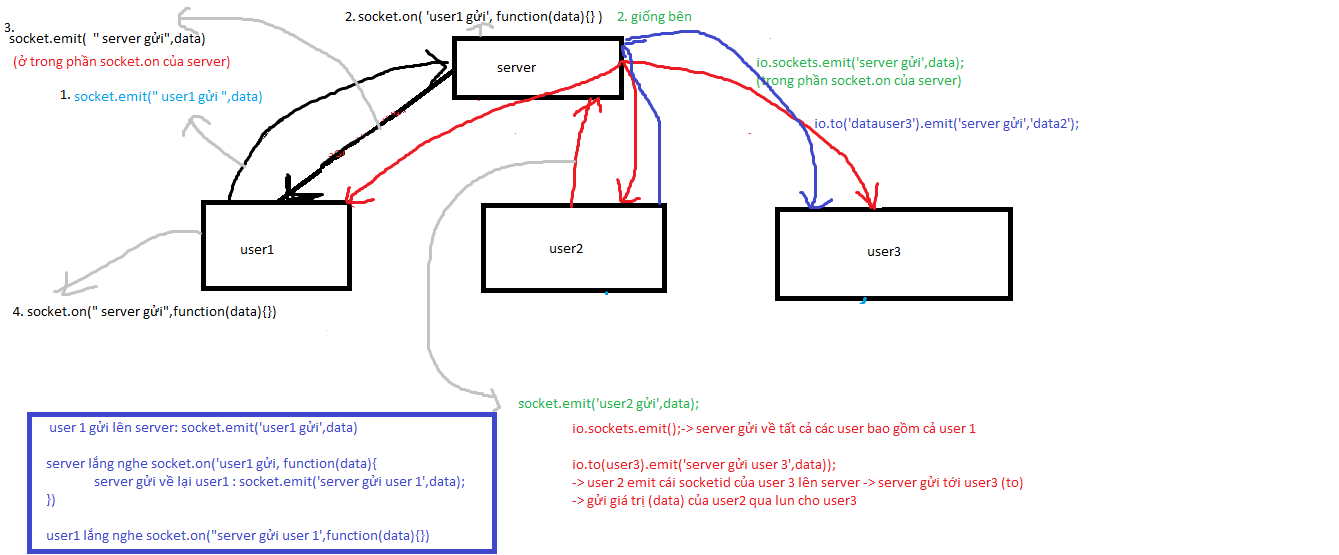 2. socket.on( 'user1 gửi', function(data){} )
2. giống bên
3.
socket.emit( " server gửi",data)
(ở trong phần socket.on của server)
1. socket.emit(" user1 gửi ",data)
server
io.sockets.emit('server gửi',data);
(trong phần socket.on của server)
io.to('datauser3').emit('server gửi','data2');
user1
user2
user3
4. socket.on(" server gửi",function(data){})
socket.emit('user2 gửi',data);
user 1 gửi lên server: socket.emit('user1 gửi',data)
server lắng nghe socket.on('user1 gửi, function(data){
server gửi về lại user1 : socket.emit('server gửi user 1',data);
})
user1 lắng nghe socket.on("server gửi user 1',function(data){})
io.sockets.emit();-> server gửi về tất cả các user bao gồm cả user 1
io.to(user3).emit('server gửi user 3',data));
-> user 2 emit cái socketid của user 3 lên server -> server gửi tới user3 (to)
-> gửi giá trị (data) của user2 qua lun cho user3